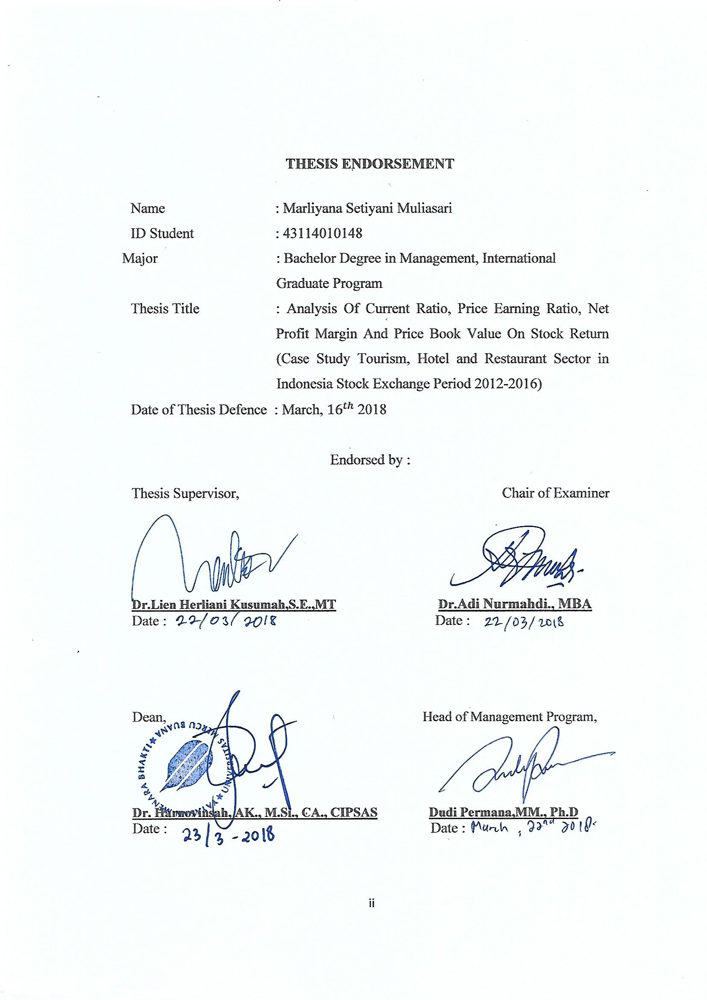 THESIS ENDORSEMENT
Name : Marliyana Setiyani Muliasari
ID Student : 43114010148
Major : Bachelor Degree in Management, International
Graduate Program
Thesis Title : Analysis Of Current Ratio, Price Earning Ratio, Net
Profit Margin And Price Book Value On Stock Return
(Case Study Tourism, Hotel and Restaurant Sector in
Indonesia Stock Exchange Period 2012-2016)
Date of Thesis Defence : March, 16th 2018
Endorsed by :
Thesis Supervisor, Chair of Examiner
Dr.Lien Herliani Kusumah,S.E.,MT Dr.Adi Nurmahdi., MBA
Date : 22/03/2018 Date : 22/03/2018
Dean, Head of Management Program,
UNIVERSITAS MERCU BUANA
MENARA BHAKTI
Dr. Harnovinsah, AK., M.Si., CA., CIPSAS Dudi Permana,MM., Ph.D
Date : 23/3-2018 Date : March, 22nd 2018.
ii